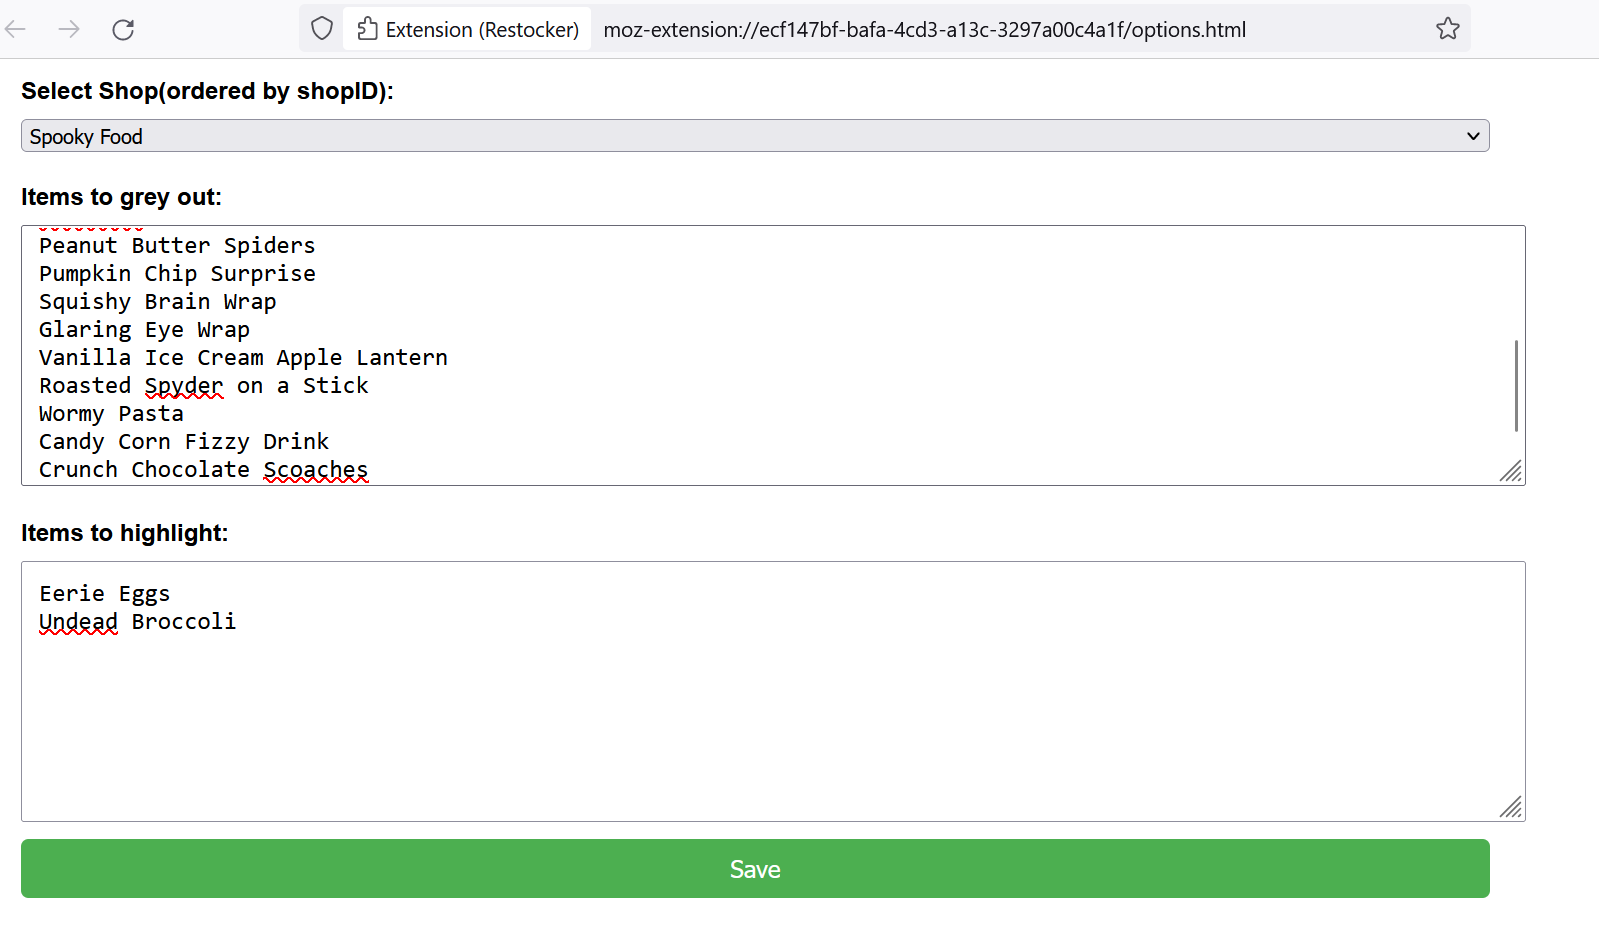 Extension (Restocker) moz-extension://ecf147bf-bafa-4cd3-a13c-3297a00c4a1f/options.html
Select Shop(ordered by shopID):
Spooky Food
Items to grey out:
Peanut Butter Spiders
Pumpkin Chip Surprise
Squishy Brain Wrap
Glaring Eye Wrap
Vanilla Ice Cream Apple Lantern
Roasted Spyder on a Stick
Wormy Pasta
Candy Corn Fizzy Drink
Crunch Chocolate Scoaches
Items to highlight:
Eerie Eggs
Undead Broccoli
Save